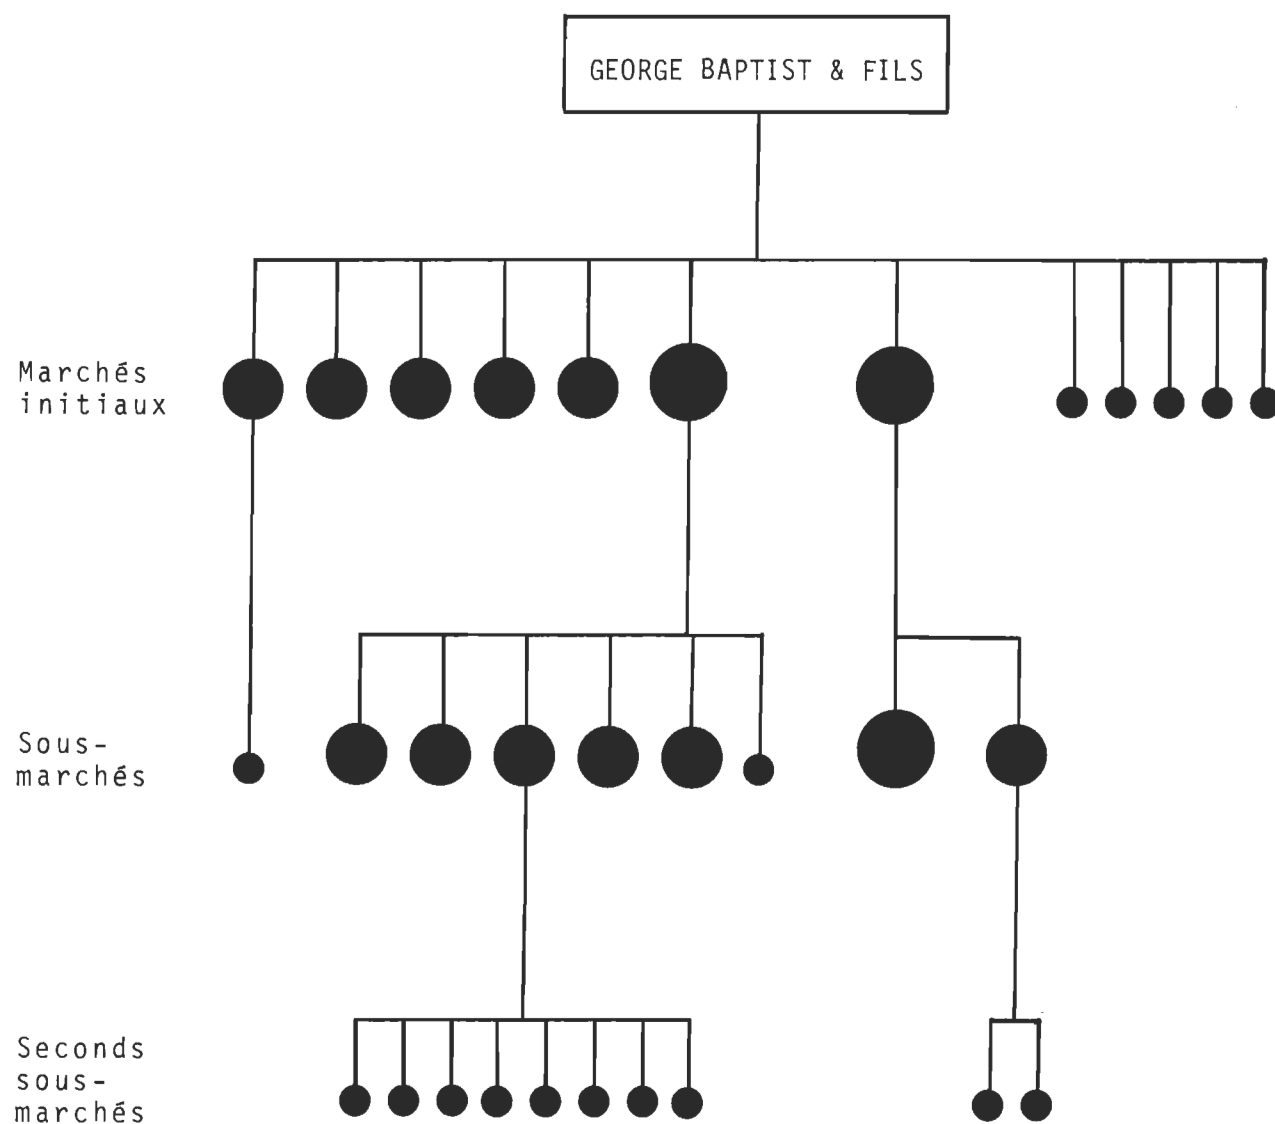 GEORGE BAPTIST & FILS
Marchés
initiaux
Sous-
marchés
Seconds
sous-
marchés